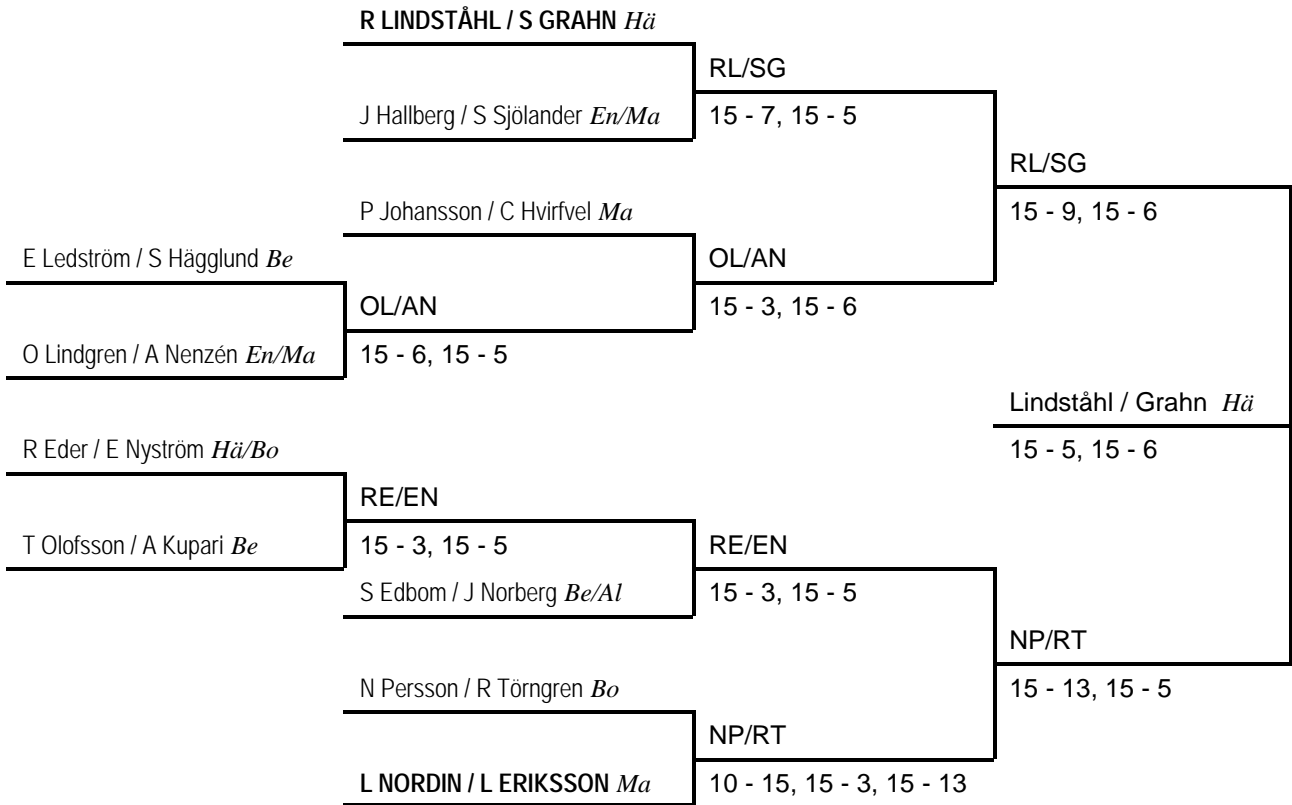 R LINDSTÅHL / S GRAHN Hä
RL/SG
J Hallberg / S Sjölander En/Ma
15 - 7, 15 - 5
RL/SG
P Johansson / C Hvirfvel Ma
15 - 9, 15 - 6
E Ledström / S Hägglund Be
OL/AN
OL/AN
15 - 3, 15 - 6
O Lindgren / A Nenzén En/Ma
15 - 6, 15 - 5
Lindståhl / Grahn Hä
R Eder / E Nyström Hä/Bo
15 - 5, 15 - 6
RE/EN
T Olofsson / A Kupari Be
15 - 3, 15 - 5
RE/EN
S Edbom / J Norberg Be/Al
15 - 3, 15 - 5
NP/RT
N Persson / R Törngren Bo
15 - 13, 15 - 5
NP/RT
L NORDIN / L ERIKSSON Ma
10 - 15, 15 - 3, 15 - 13